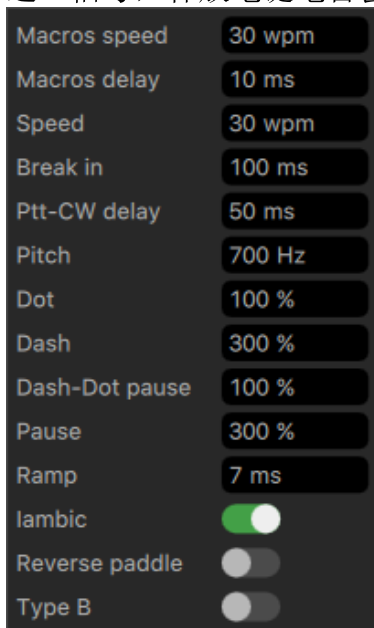 Macros speed 30 wpm
Macros delay 10 ms
Speed 30 wpm
Break in 100 ms
Ptt-CW delay 50 ms
Pitch 700 Hz
Dot 100 %
Dash 300 %
Dash-Dot pause 100 %
Pause 300 %
Ramp 7 ms
Iambic
Reverse paddle
Type B